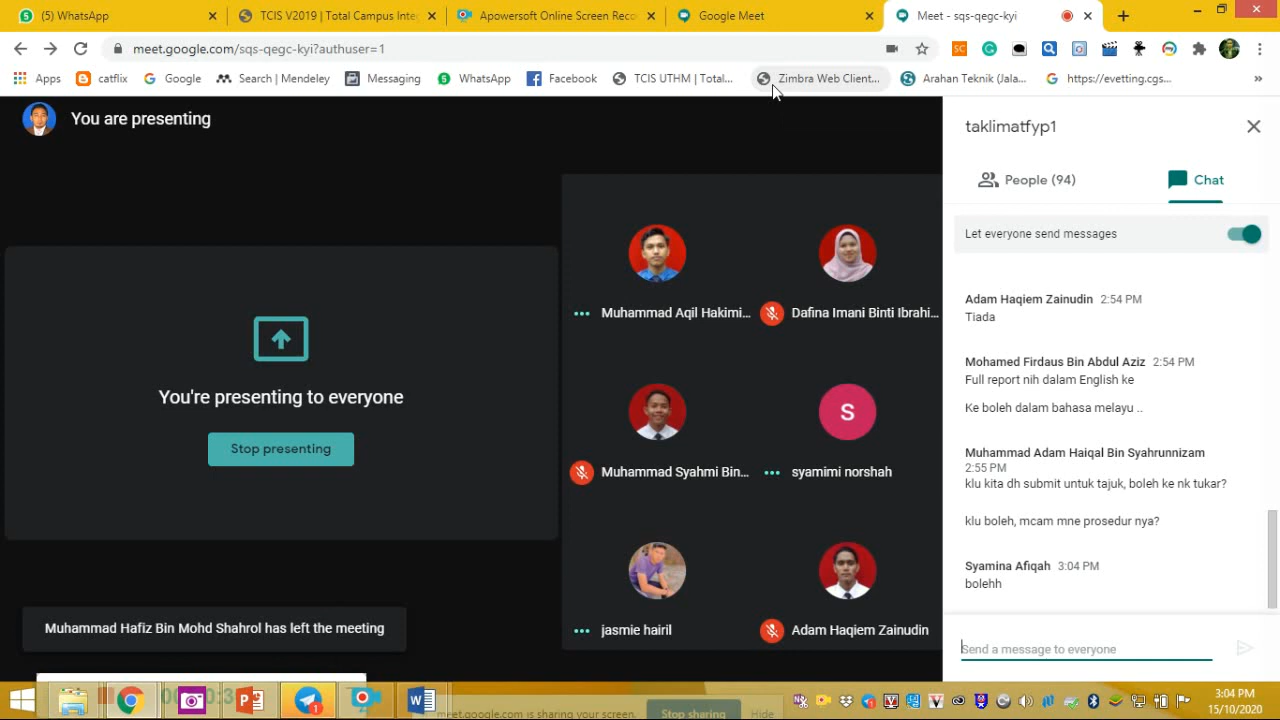 (5) WhatsApp
TCIS V2019 | Total Campus Inte
Apowersoft Online Screen Reco
Google Meet
Meet - sqs-qegc-kyi
meet.google.com/sqs-qegc-kyi?authuser=1
Apps
catflix
Google
Search | Mendeley
Messaging
WhatsApp
Facebook
TCIS UTHM | Total...
Zimbra Web Client...
Arahan Teknik (Jala...
https://evetting.cgs...
You are presenting
You're presenting to everyone
Stop presenting
Muhammad Aqil Hakimi...
Dafina Imani Binti Ibrahi...
Muhammad Syahmi Bin...
S
syamimi norshah
jasmie hairil
Adam Haqiem Zainudin
Muhammad Hafiz Bin Mohd Shahrol has left the meeting
taklimatfyp1
People (94)
Chat
Let everyone send messages
Adam Haqiem Zainudin 2:54 PM
Tiada
Mohamed Firdaus Bin Abdul Aziz 2:54 PM
Full report nih dalam English ke
Ke boleh dalam bahasa melayu ..
Muhammad Adam Haiqal Bin Syahrunnizam
2:55 PM
klu kita dh submit untuk tajuk, boleh ke nk tukar?
klu boleh, mcam mne prosedur nya?
Syamina Afiqah 3:04 PM
bolehh
Send a message to everyone
meet.google.com is sharing your screen.
Stop sharing
Hide
3:04 PM
15/10/2020